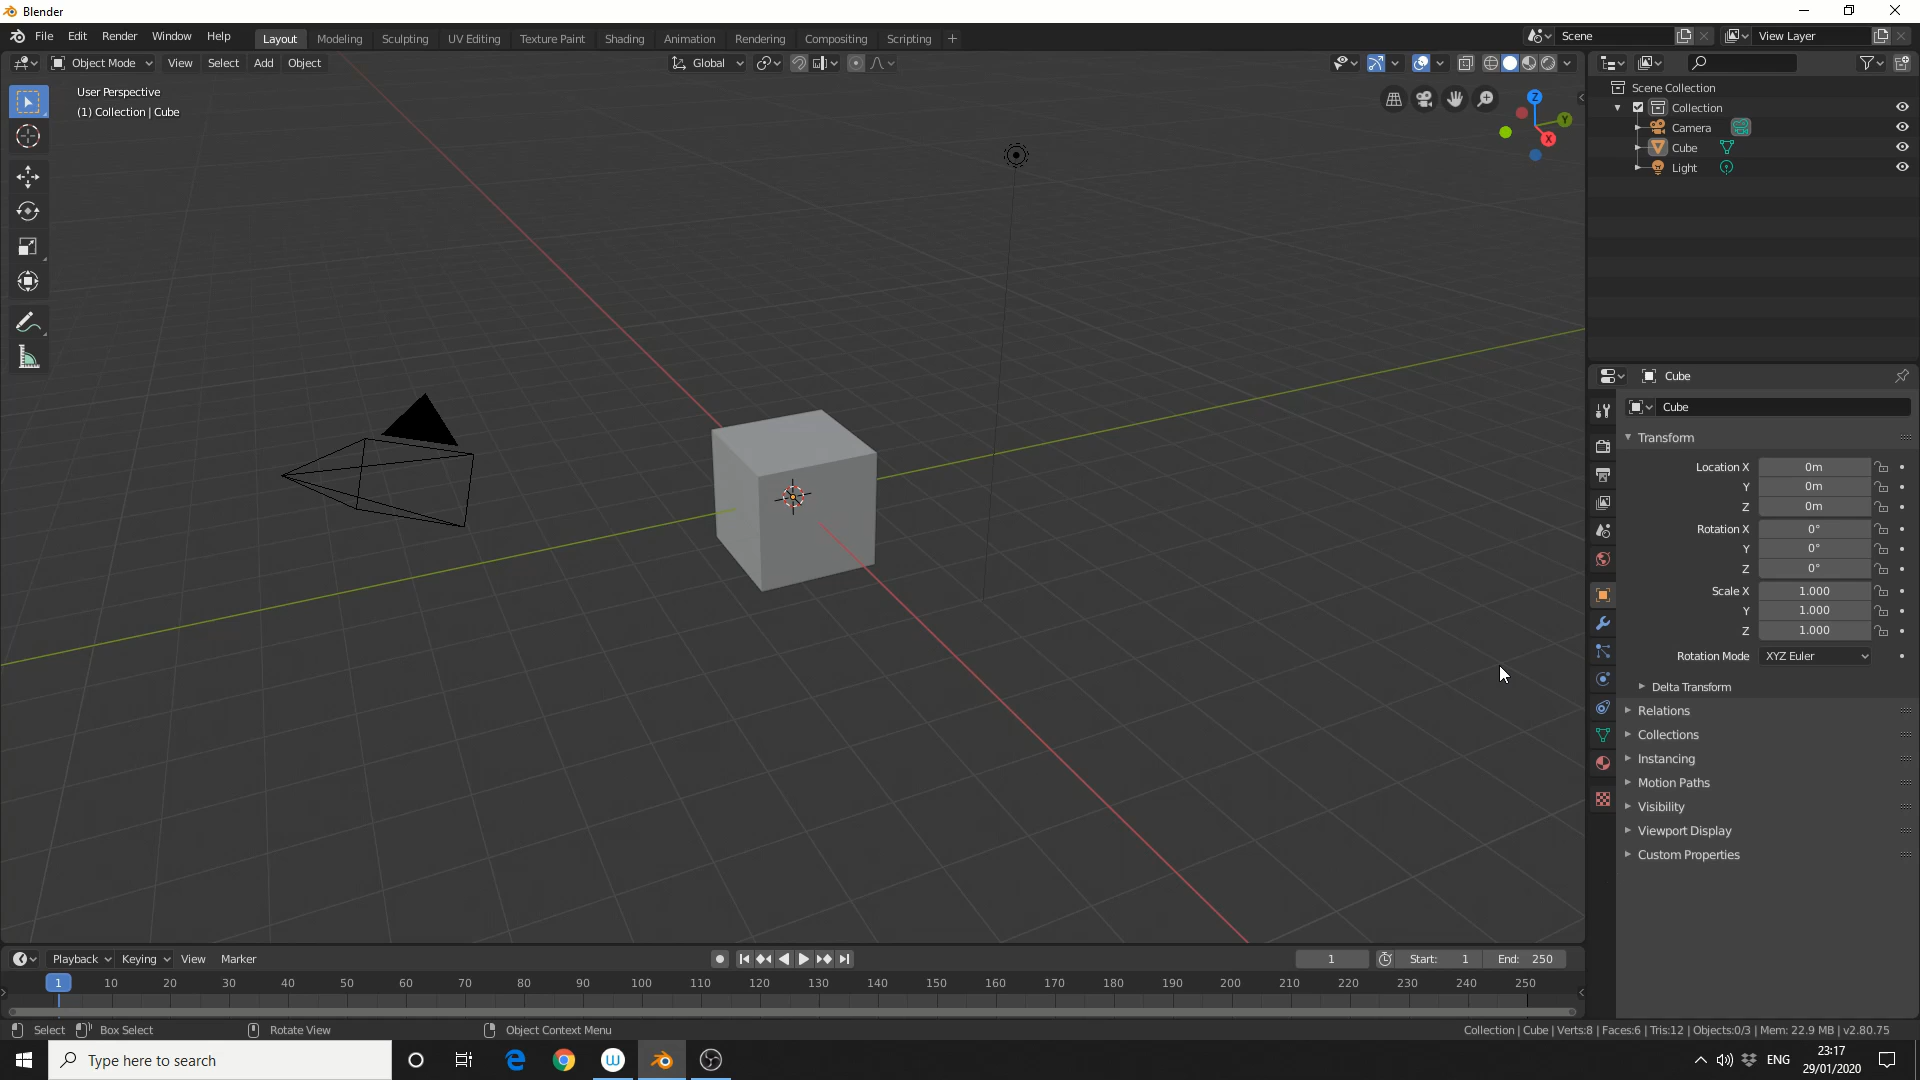 Blender
File Edit Render Window Help Layout Modeling Sculpting UV Editing Texture Paint Shading Animation Rendering Compositing Scripting + Scene View Layer
Object Mode View Select Add Object Global
User Perspective
(1) Collection | Cube
Z
Y
X
Scene Collection
Collection
Camera
Cube
Light
Cube
Cube
Transform
Location X 0m
Y 0m
Z 0m
Rotation X 0°
Y 0°
Z 0°
Scale X 1.000
Y 1.000
Z 1.000
Rotation Mode XYZ Euler
Delta Transform
Relations
Collections
Instancing
Motion Paths
Visibility
Viewport Display
Custom Properties
Playback Keying View Marker 1 Start: 1 End: 250
1 10 20 30 40 50 60 70 80 90 100 110 120 130 140 150 160 170 180 190 200 210 220 230 240 250
Select Box Select Rotate View Object Context Menu Collection | Cube | Verts:8 | Faces:6 | Tris:12 | Objects:0/3 | Mem: 22.9 MB | v2.80.75
Type here to search ENG 23:17
29/01/2020